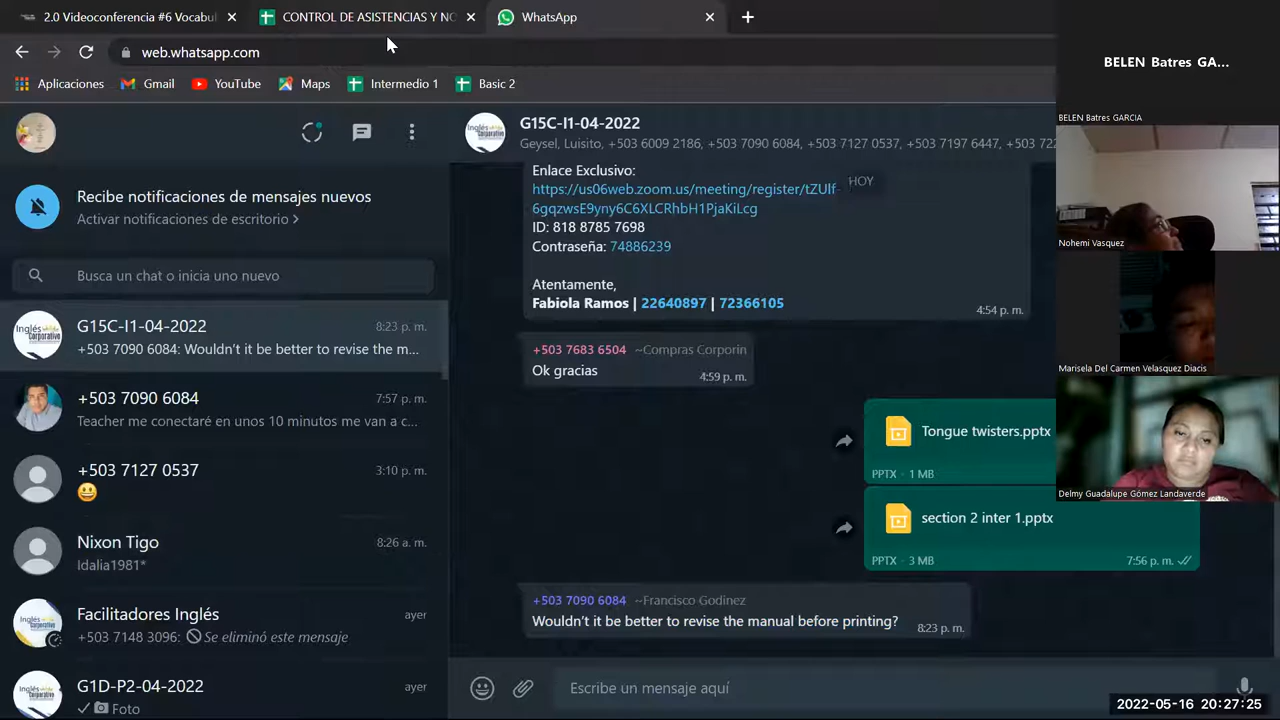 2.0 Videoconferencia #6 Vocabul
CONTROL DE ASISTENCIAS Y NO
WhatsApp
web.whatsapp.com
Aplicaciones
Gmail
YouTube
Maps
Intermedio 1
Basic 2
Recibe notificaciones de mensajes nuevos
Activar notificaciones de escritorio >
Busca un chat o inicia uno nuevo
G15C-I1-04-2022
8:23 p. m.
+503 7090 6084: Wouldn't it be better to revise the m...
+503 7090 6084
7:57 p. m.
Teacher me conectaré en unos 10 minutos me van a c...
+503 7127 0537
3:10 p. m.
Nixon Tigo
8:26 a. m.
Idalia1981*
Facilitadores Inglés
ayer
+503 7148 3096: Se eliminó este mensaje
G1D-P2-04-2022
ayer
Foto
Inglés Corporativo
G15C-I1-04-2022
Geysel, Luisito, +503 6009 2186, +503 7090 6084, +503 7127 0537, +503 7197 6447, +503 722
HOY
Enlace Exclusivo:
https://us06web.zoom.us/meeting/register/tZUlf-
6gqzwsE9yny6C6XLCRhbH1PjaKiLcg
ID: 818 8785 7698
Contraseña: 74886239
Atentamente,
Fabiola Ramos | 22640897 | 72366105
4:54 p. m.
+503 7683 6504 ~Compras Corporin
Ok gracias
4:59 p. m.
Tongue twisters.pptx
PPTX · 1 MB
section 2 inter 1.pptx
PPTX · 3 MB
7:56 p. m.
+503 7090 6084 ~Francisco Godinez
Wouldn't it be better to revise the manual before printing?
8:23 p. m.
Escribe un mensaje aquí
BELEN Batres GA...
BELEN Batres GARCIA
Nohemi Vasquez
Marisela Del Carmen Velasquez Diacis
Delmy Guadalupe Gómez Landaverde
2022-05-16 20:27:25